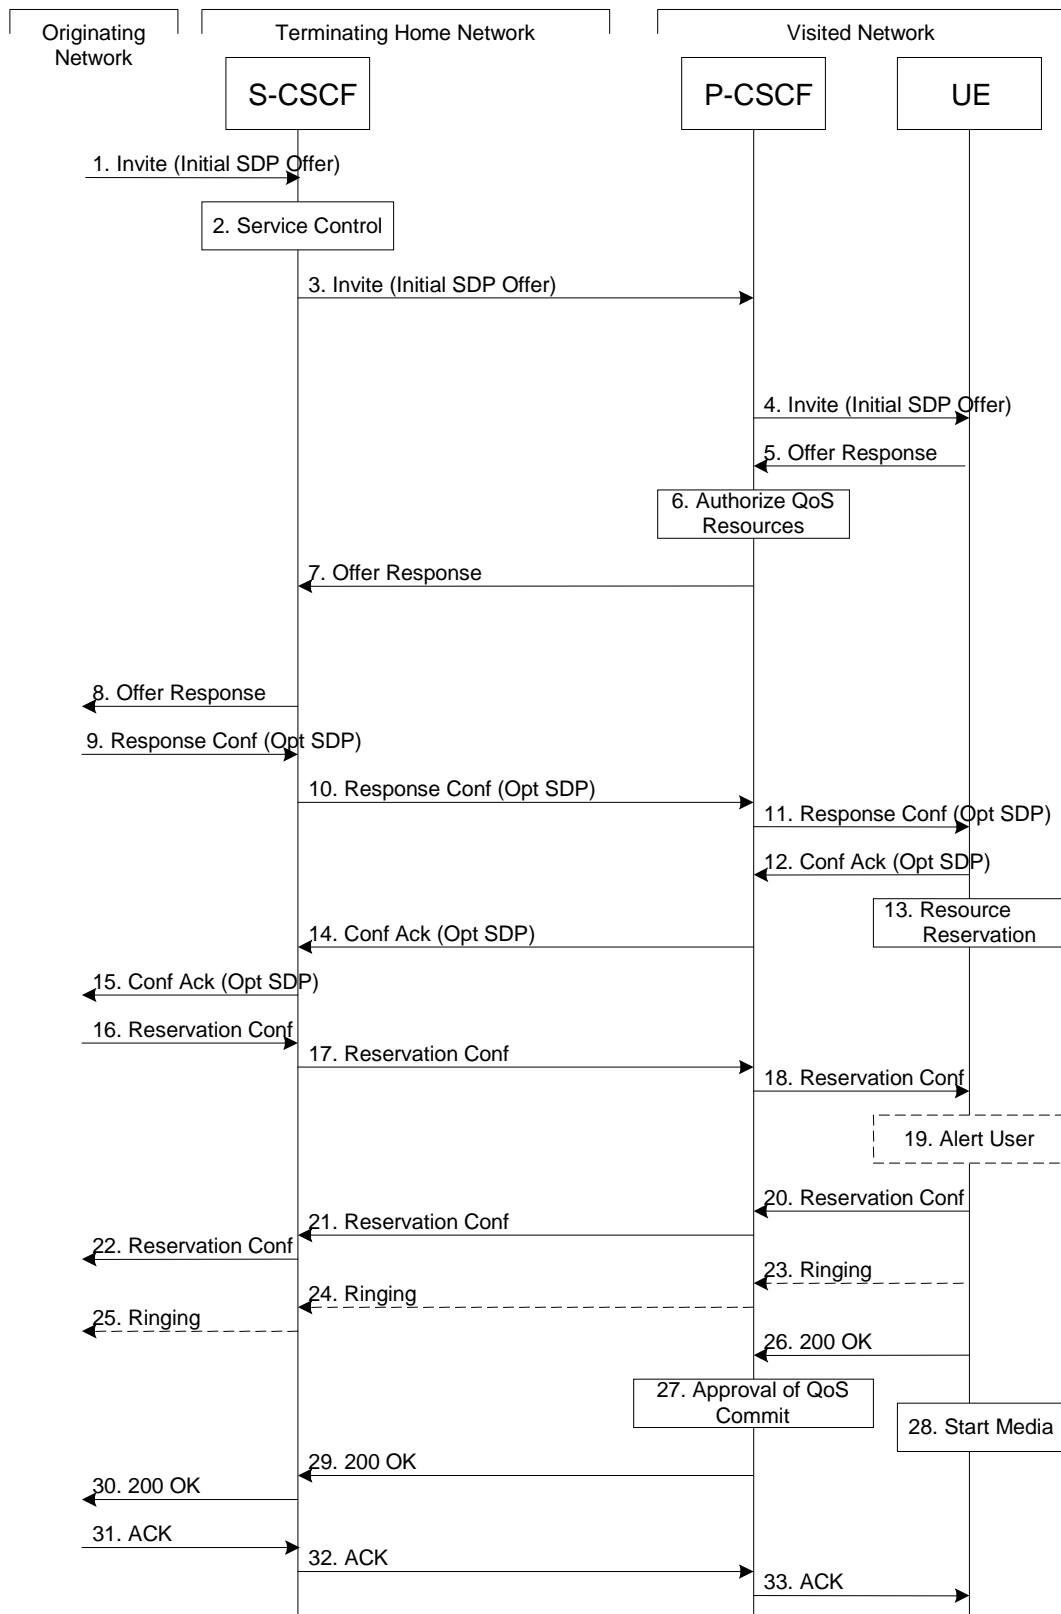 Originating
Network
Terminating Home Network
Visited Network
S-CSCF
P-CSCF
UE
1. Invite (Initial SDP Offer)
2. Service Control
3. Invite (Initial SDP Offer)
4. Invite (Initial SDP Offer)
5. Offer Response
6. Authorize QoS
Resources
7. Offer Response
8. Offer Response
9. Response Conf (Opt SDP)
10. Response Conf (Opt SDP)
11. Response Conf (Opt SDP)
12. Conf Ack (Opt SDP)
13. Resource
Reservation
14. Conf Ack (Opt SDP)
15. Conf Ack (Opt SDP)
16. Reservation Conf
17. Reservation Conf
18. Reservation Conf
19. Alert User
20. Reservation Conf
21. Reservation Conf
22. Reservation Conf
23. Ringing
24. Ringing
25. Ringing
26. 200 OK
27. Approval of QoS
Commit
28. Start Media
29. 200 OK
30. 200 OK
31. ACK
32. ACK
33. ACK